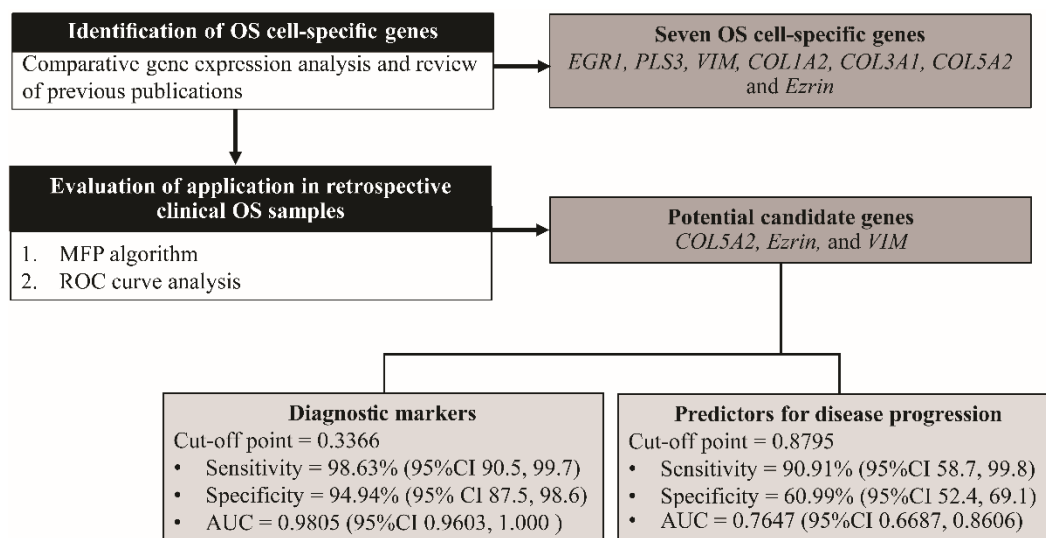 Identification of OS cell-specific genes
Comparative gene expression analysis and review
of previous publications
Seven OS cell-specific genes
EGR1, PLS3, VIM, COL1A2, COL3A1, COL5A2
and Ezrin
Evaluation of application in retrospective
clinical OS samples
1. MFP algorithm
2. ROC curve analysis
Potential candidate genes
COL5A2, Ezrin, and VIM
Diagnostic markers
Cut-off point = 0.3366
• Sensitivity = 98.63% (95%CI 90.5, 99.7)
• Specificity = 94.94% (95% CI 87.5, 98.6)
• AUC = 0.9805 (95%CI 0.9603, 1.000 )
Predictors for disease progression
Cut-off point = 0.8795
• Sensitivity = 90.91% (95%CI 58.7, 99.8)
• Specificity = 60.99% (95%CI 52.4, 69.1)
• AUC = 0.7647 (95%CI 0.6687, 0.8606)